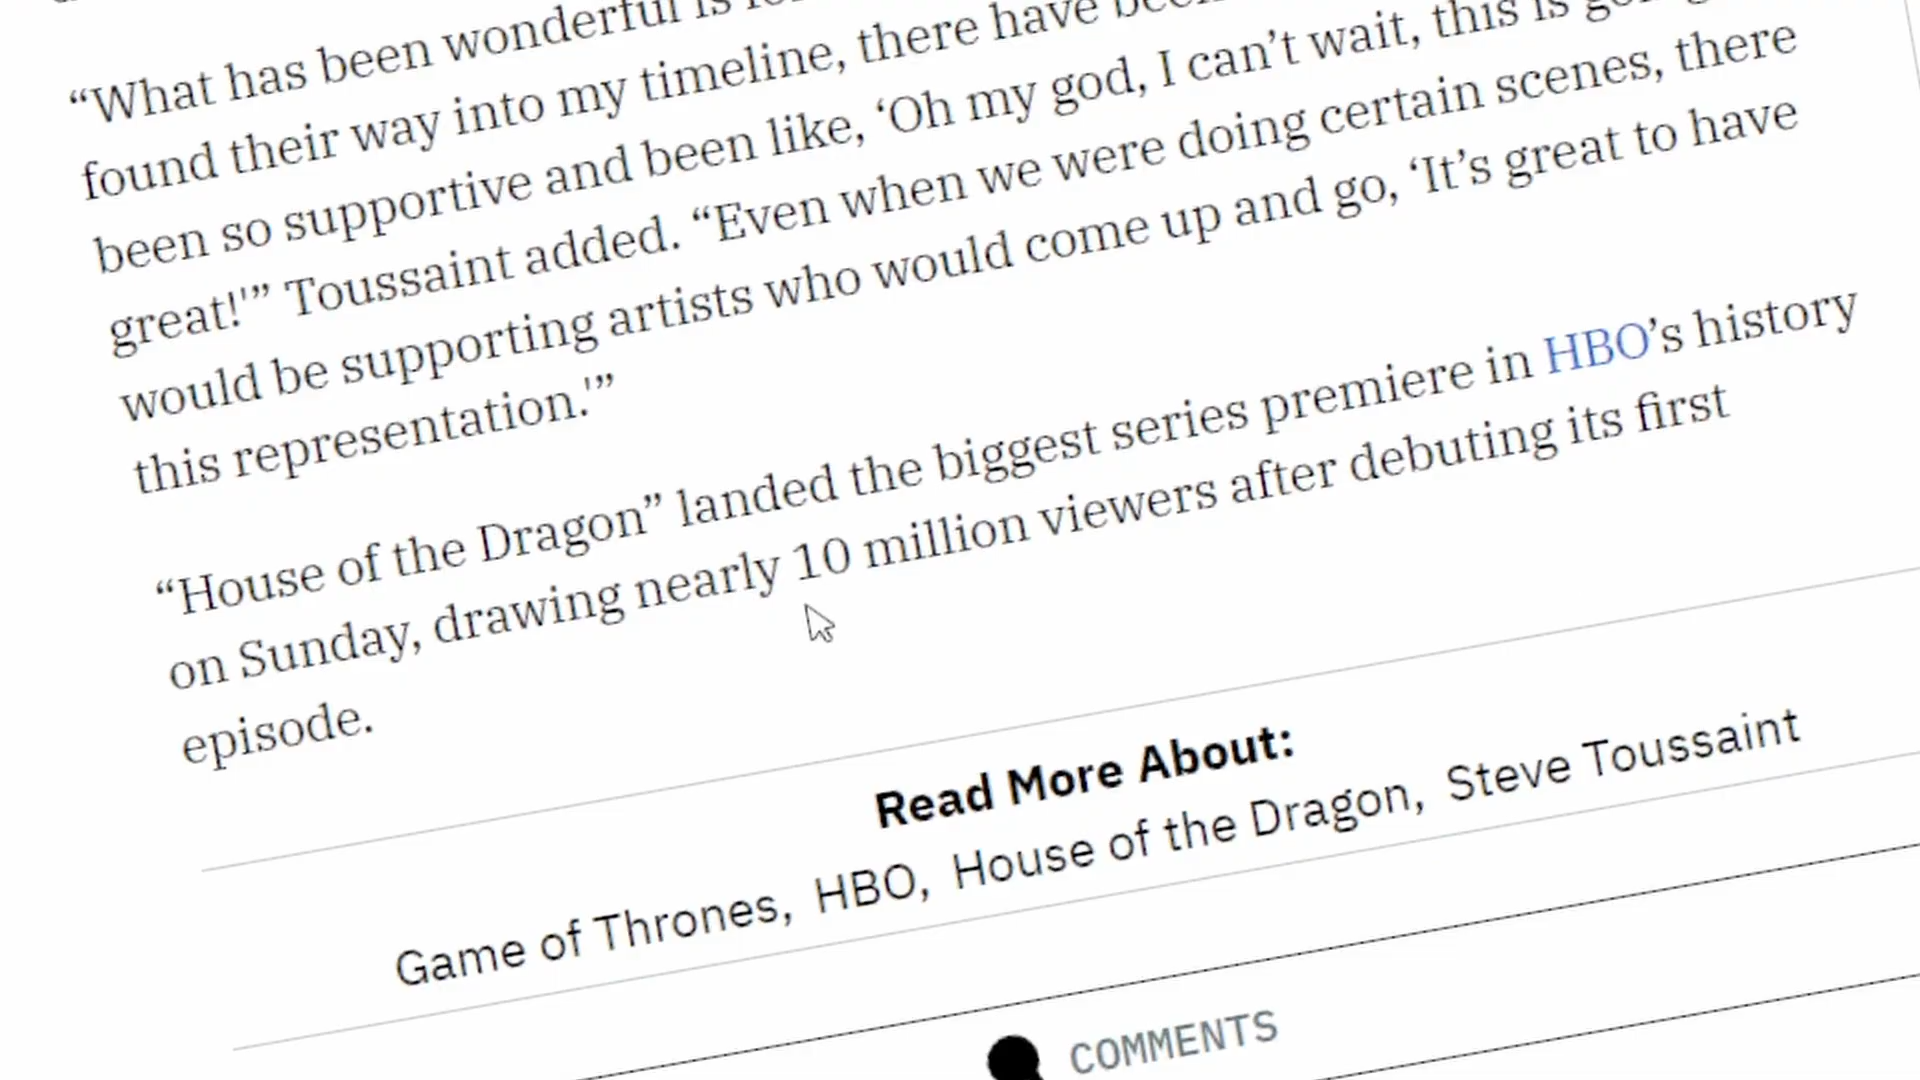 “What has been wonderful is
found their way into my timeline, there have been
been so supportive and been like, ‘Oh my god, I can’t wait, this is
great!'” Toussaint added. “Even when we were doing certain scenes, there
would be supporting artists who would come up and go, ‘It’s great to have
this representation.'”
“House of the Dragon” landed the biggest series premiere in HBO’s history
on Sunday, drawing nearly 10 million viewers after debuting its first
episode.
Read More About:
Game of Thrones, HBO, House of the Dragon, Steve Toussaint
COMMENTS